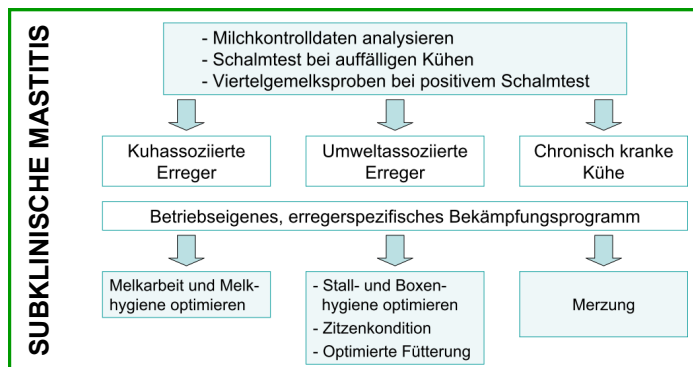 SUBKLINISCHE MASTITIS
- Milchkontrolldaten analysieren
- Schalmtest bei auffälligen Kühen
- Viertelgemelksproben bei positivem Schalmtest
Kuhassoziierte
Erreger
Umweltassoziierte
Erreger
Chronisch kranke
Kühe
Betriebseigenes, erregerspezifisches Bekämpfungsprogramm
Melkarbeit und Melk-
hygiene optimieren
- Stall- und Boxen-
hygiene optimieren
- Zitzenkondition
- Optimierte Fütterung
Merzung